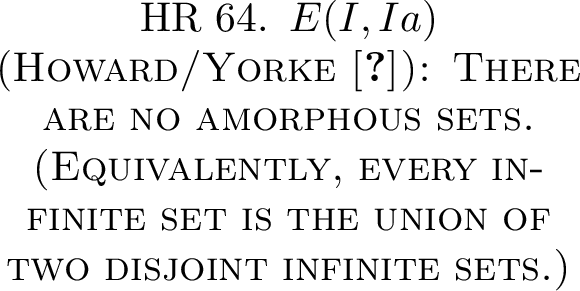 HR 64. E(I, Ia)
(Howard/Yorke [?]): There
are no amorphous sets.
(Equivalently, every in-
finite set is the union of
two disjoint infinite sets.)